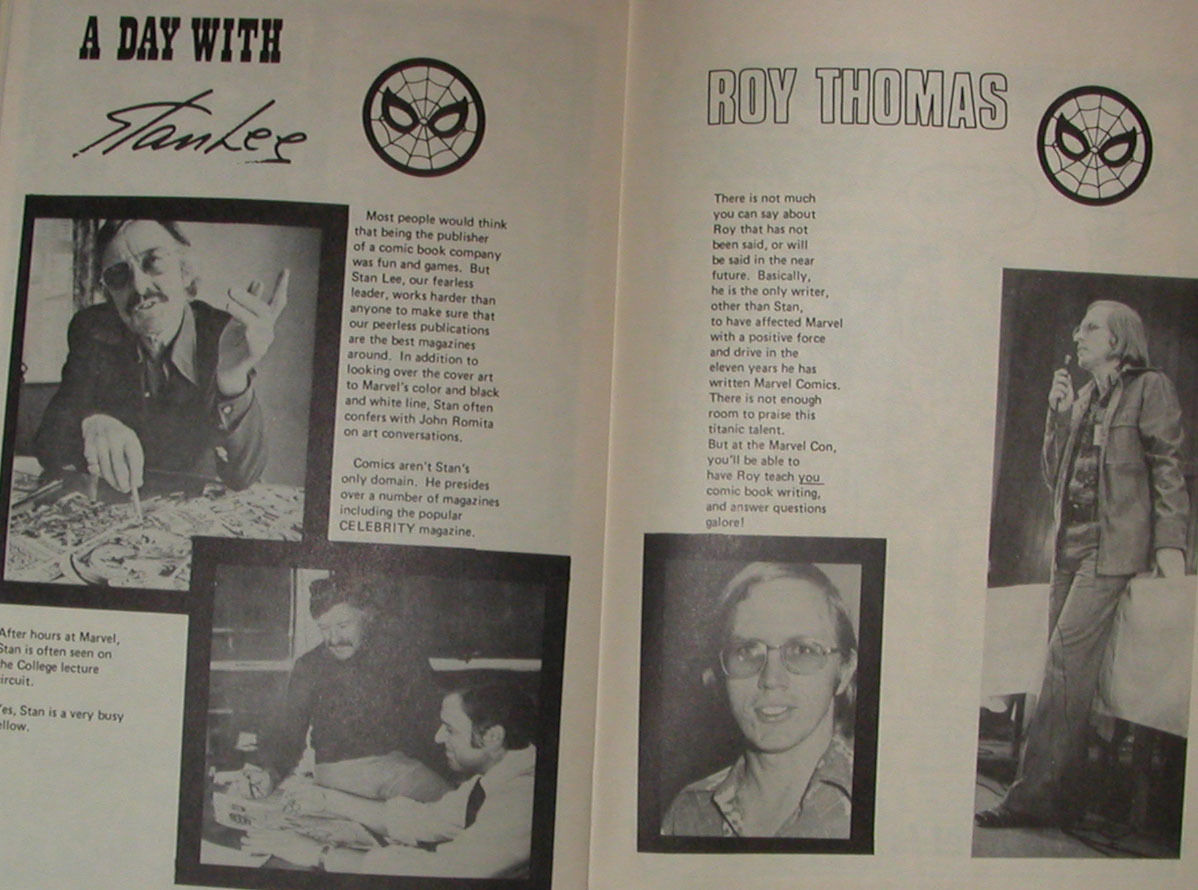 A DAY WITH
Stan Lee
Most people would think
that being the publisher
of a comic book company
was fun and games. But
Stan Lee, our fearless
leader, works harder than
anyone to make sure that
our peerless publications
are the best magazines
around. In addition to
looking over the cover art
to Marvel's color and black
and white line, Stan often
confers with John Romita
on art conversations.
Comics aren't Stan's
only domain. He presides
over a number of magazines
including the popular
CELEBRITY magazine.
After hours at Marvel,
Stan is often seen on
the College lecture
ircuit.
Yes, Stan is a very busy
ellow.
ROY THOMAS
There is not much
you can say about
Roy that has not
been said, or will
be said in the near
future. Basically,
he is the only writer,
other than Stan,
to have affected Marvel
with a positive force
and drive in the
eleven years he has
written Marvel Comics.
There is not enough
room to praise this
titanic talent.
But at the Marvel Con,
you'll be able to
have Roy teach you
comic book writing,
and answer questions
galore!